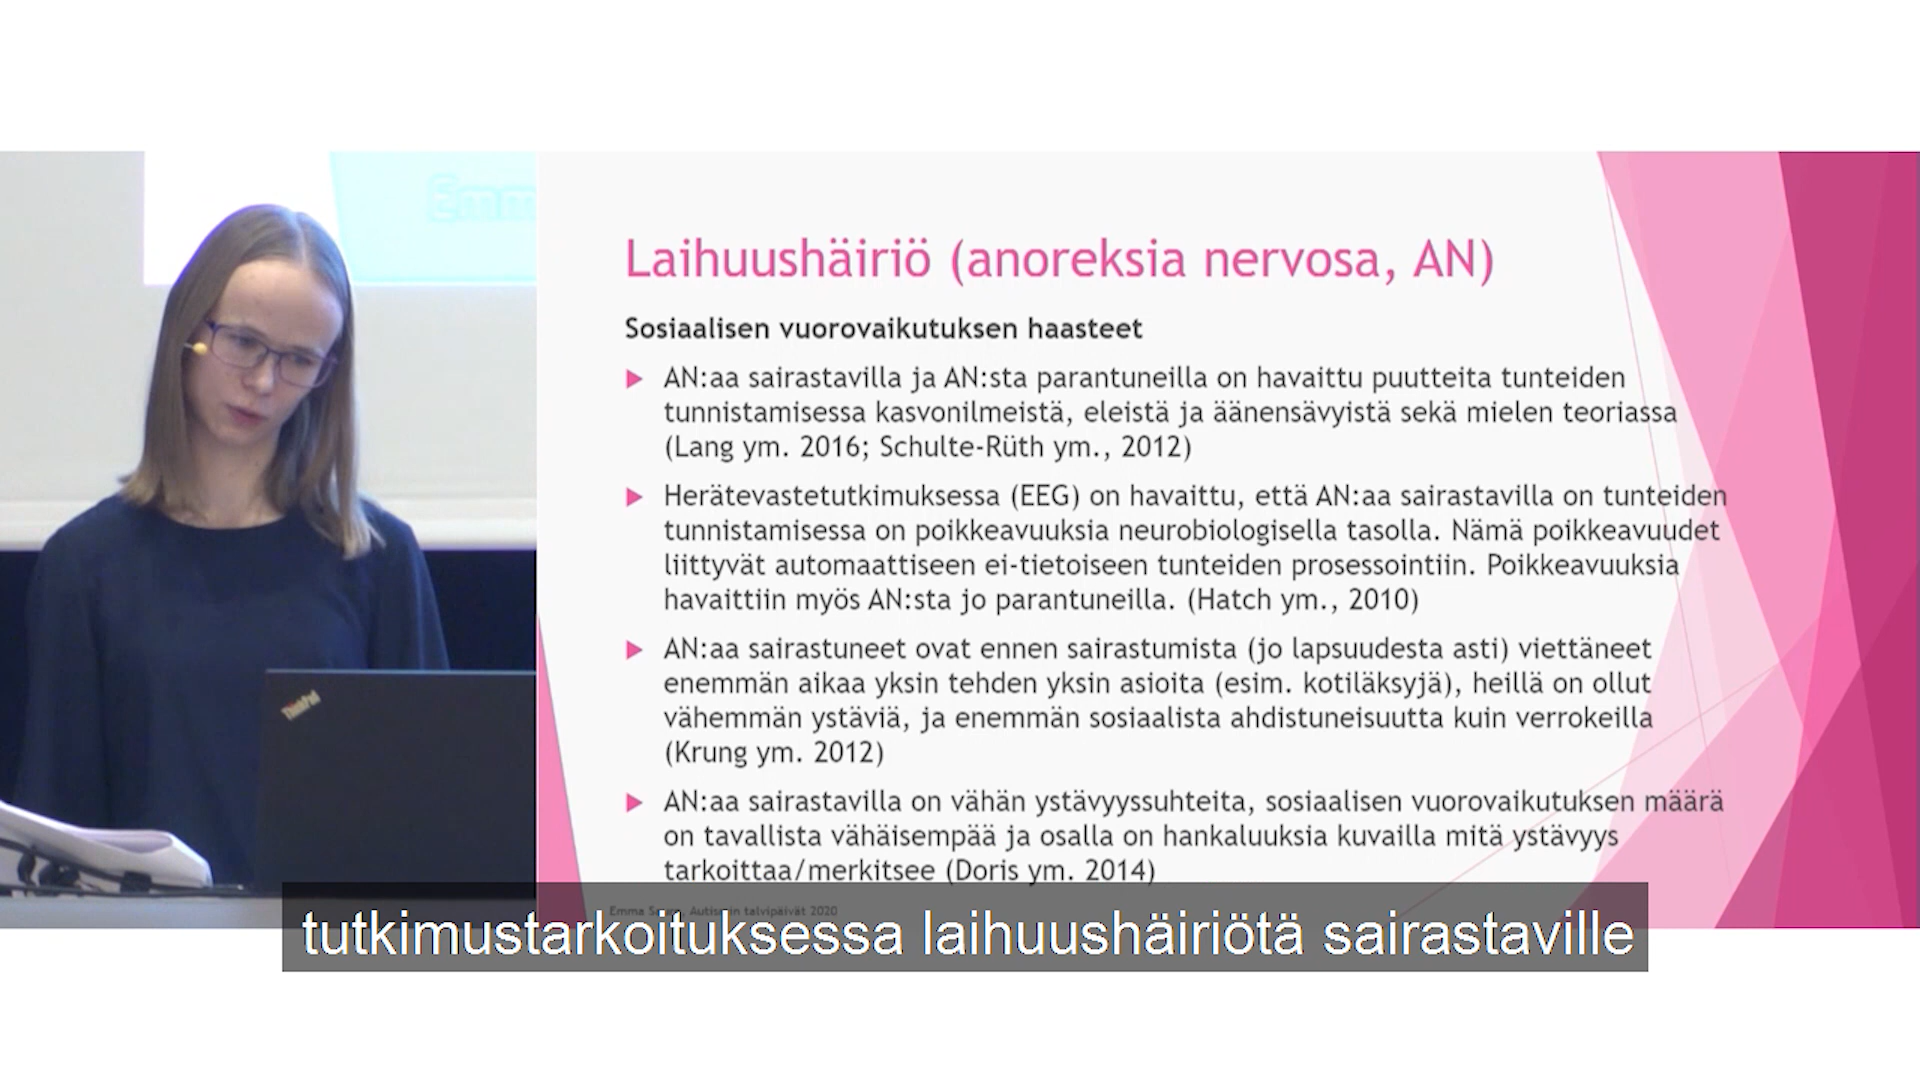 Emm
ThinkPad
Laihuushäiriö (anoreksia nervosa, AN)
Sosiaalisen vuorovaikutuksen haasteet
AN:aa sairastavilla ja AN:sta parantuneilla on havaittu puutteita tunteiden
tunnistamisessa kasvonilmeistä, eleistä ja äänensävyistä sekä mielen teoriassa
(Lang ym. 2016; Schulte-Rüth ym., 2012)
Herätevastetutkimuksessa (EEG) on havaittu, että AN:aa sairastavilla on tunteiden
tunnistamisessa on poikkeavuuksia neurobiologisella tasolla. Nämä poikkeavuudet
liittyvät automaattiseen ei-tietoiseen tunteiden prosessointiin. Poikkeavuuksia
havaittiin myös AN:sta jo parantuneilla. (Hatch ym., 2010)
AN:aa sairastuneet ovat ennen sairastumista (jo lapsuudesta asti) viettäneet
enemmän aikaa yksin tehden yksin asioita (esim. kotiläksyjä), heillä on ollut
vähemmän ystäviä, ja enemmän sosiaalista ahdistuneisuutta kuin verrokeilla
(Krung ym. 2012)
AN:aa sairastavilla on vähän ystävyyssuhteita, sosiaalisen vuorovaikutuksen määrä
on tavallista vähäisempää ja osalla on hankaluuksia kuvailla mitä ystävyys
tarkoittaa/merkitsee (Doris ym. 2014)
Emma talvipäivät 2020
tutkimustarkoituksessa laihuushäiriötä sairastaville